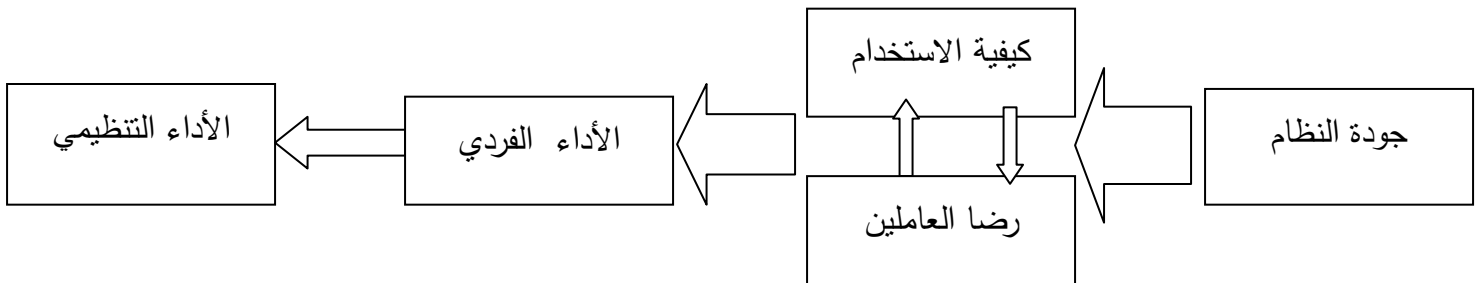 جودة النظام
كيفية الاستخدام
رضا العاملين
الأداء الفردي
الأداء التنظيمي